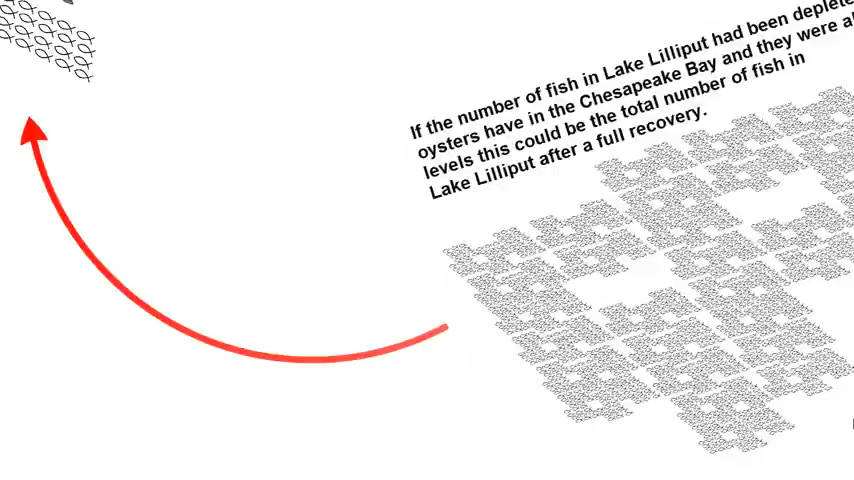 If the number of fish in Lake Lilliput had been
oysters have in the Chesapeake Bay and they were
levels this could be the total number of fish in
Lake Lilliput after a full recovery.